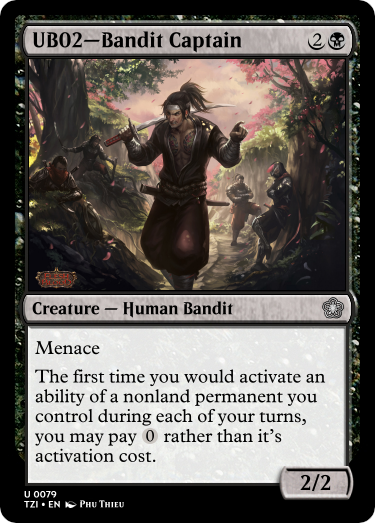 UB02—Bandit Captain 2
Creature — Human Bandit
Menace
The first time you would activate an
ability of a nonland permanent you
control during each of your turns,
you may pay 0 rather than it's
activation cost.
2/2
U 0079
TZI • EN Phu Thieu